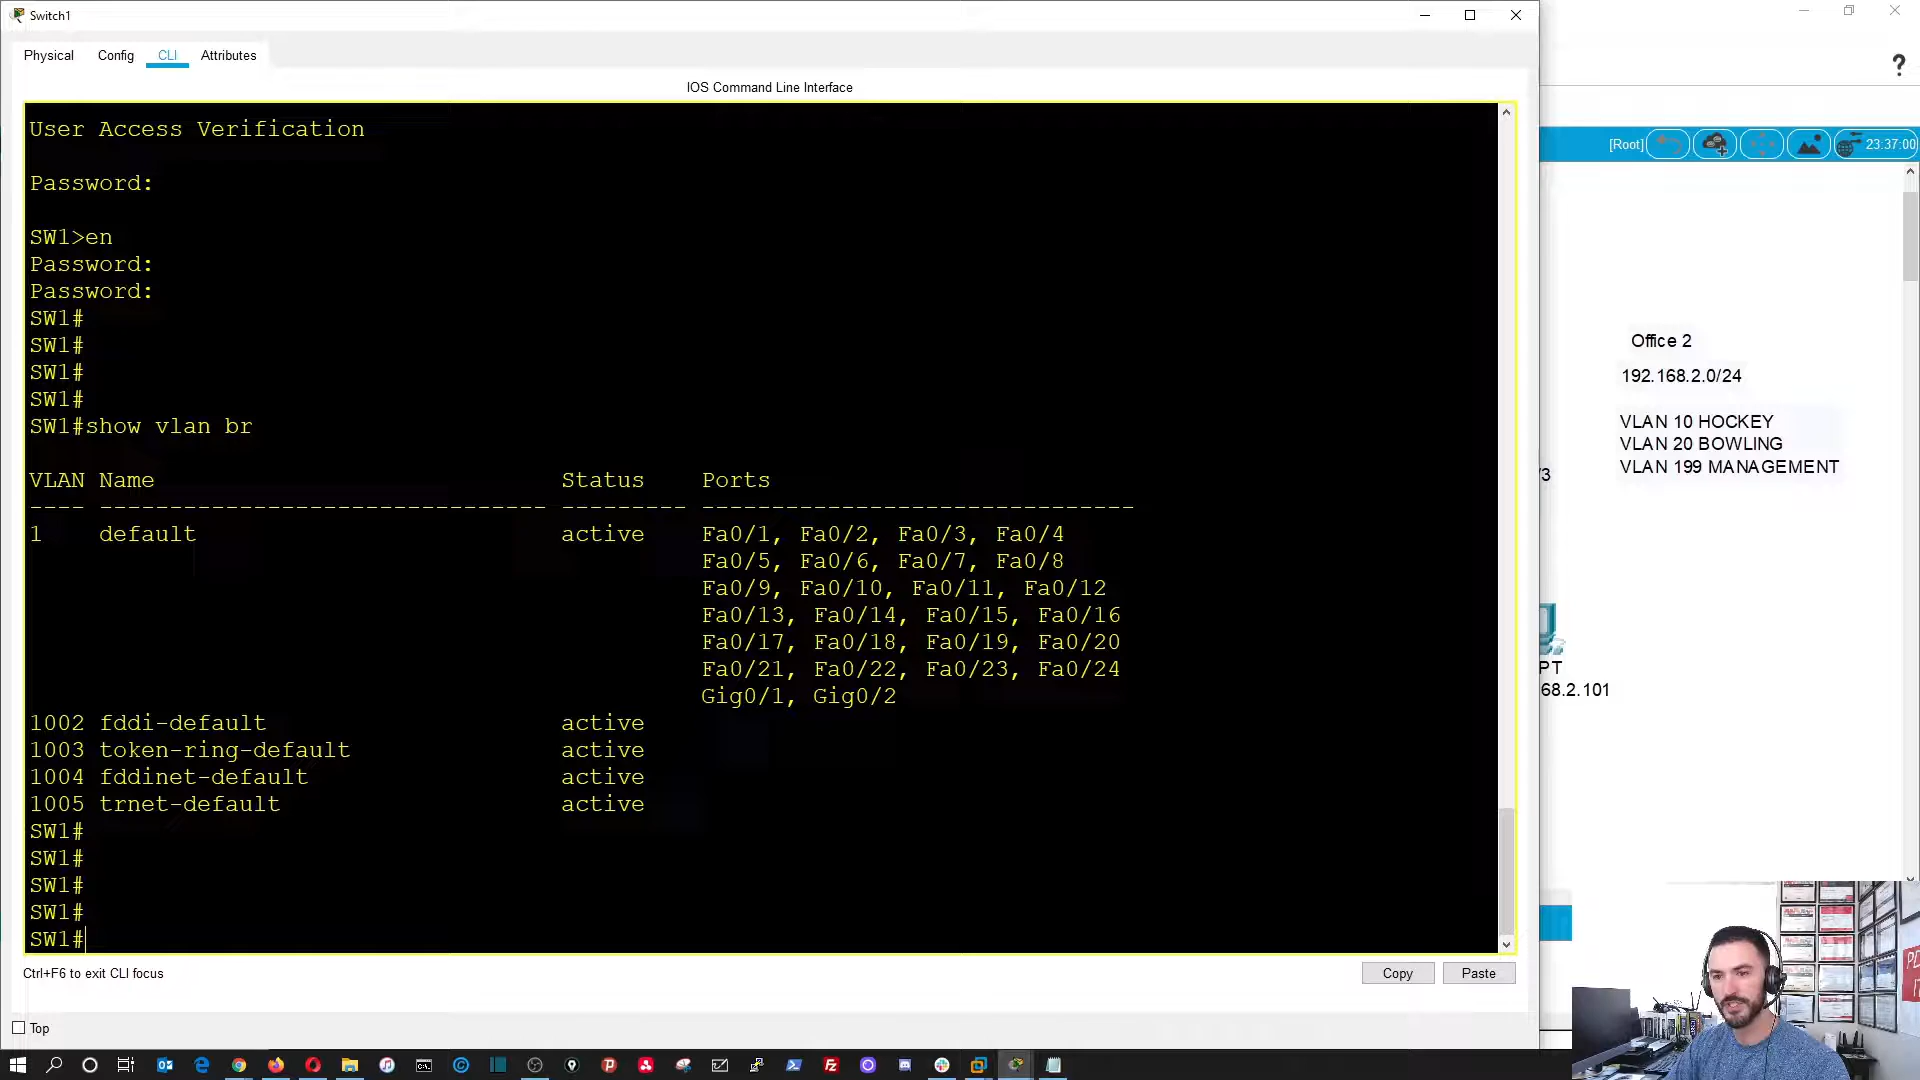 Switch1
Physical Config CLI Attributes
IOS Command Line Interface
User Access Verification
Password:
SW1>en
Password:
Password:
SW1#
SW1#
SW1#
SW1#
SW1#show vlan br
VLAN Name Status Ports
---- -------------------------------- --------- -------------------------------
1 default active Fa0/1, Fa0/2, Fa0/3, Fa0/4
Fa0/5, Fa0/6, Fa0/7, Fa0/8
Fa0/9, Fa0/10, Fa0/11, Fa0/12
Fa0/13, Fa0/14, Fa0/15, Fa0/16
Fa0/17, Fa0/18, Fa0/19, Fa0/20
Fa0/21, Fa0/22, Fa0/23, Fa0/24
Gig0/1, Gig0/2
1002 fddi-default active
1003 token-ring-default active
1004 fddinet-default active
1005 trnet-default active
SW1#
SW1#
SW1#
SW1#
SW1#
Ctrl+F6 to exit CLI focus
Copy Paste
Top
?
[Root] 23:37:00
Office 2
192.168.2.0/24
VLAN 10 HOCKEY
VLAN 20 BOWLING
VLAN 199 MANAGEMENT
/3
PT
68.2.101